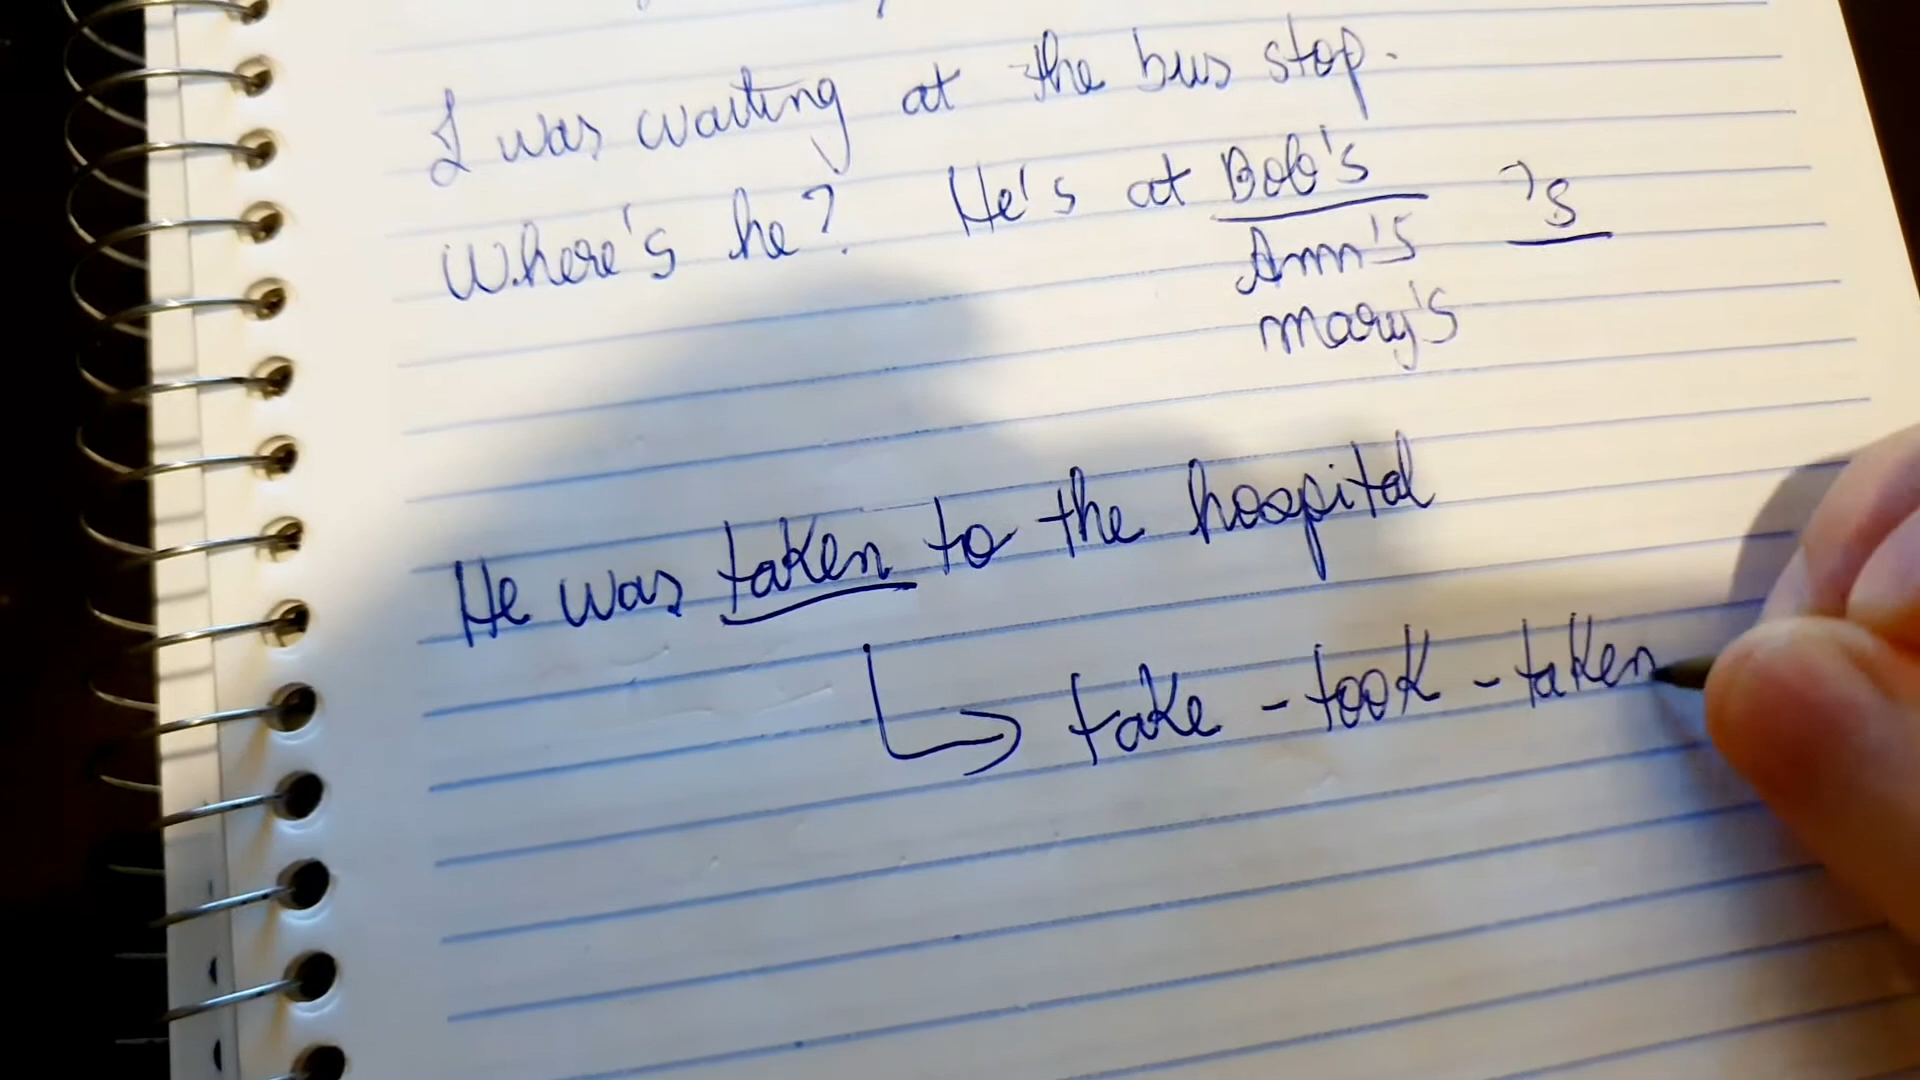 I was waiting at the bus stop.
Where's he? He's at Bob's 's
Ann's
Mary's
He was taken to the hospital
take - took - taken